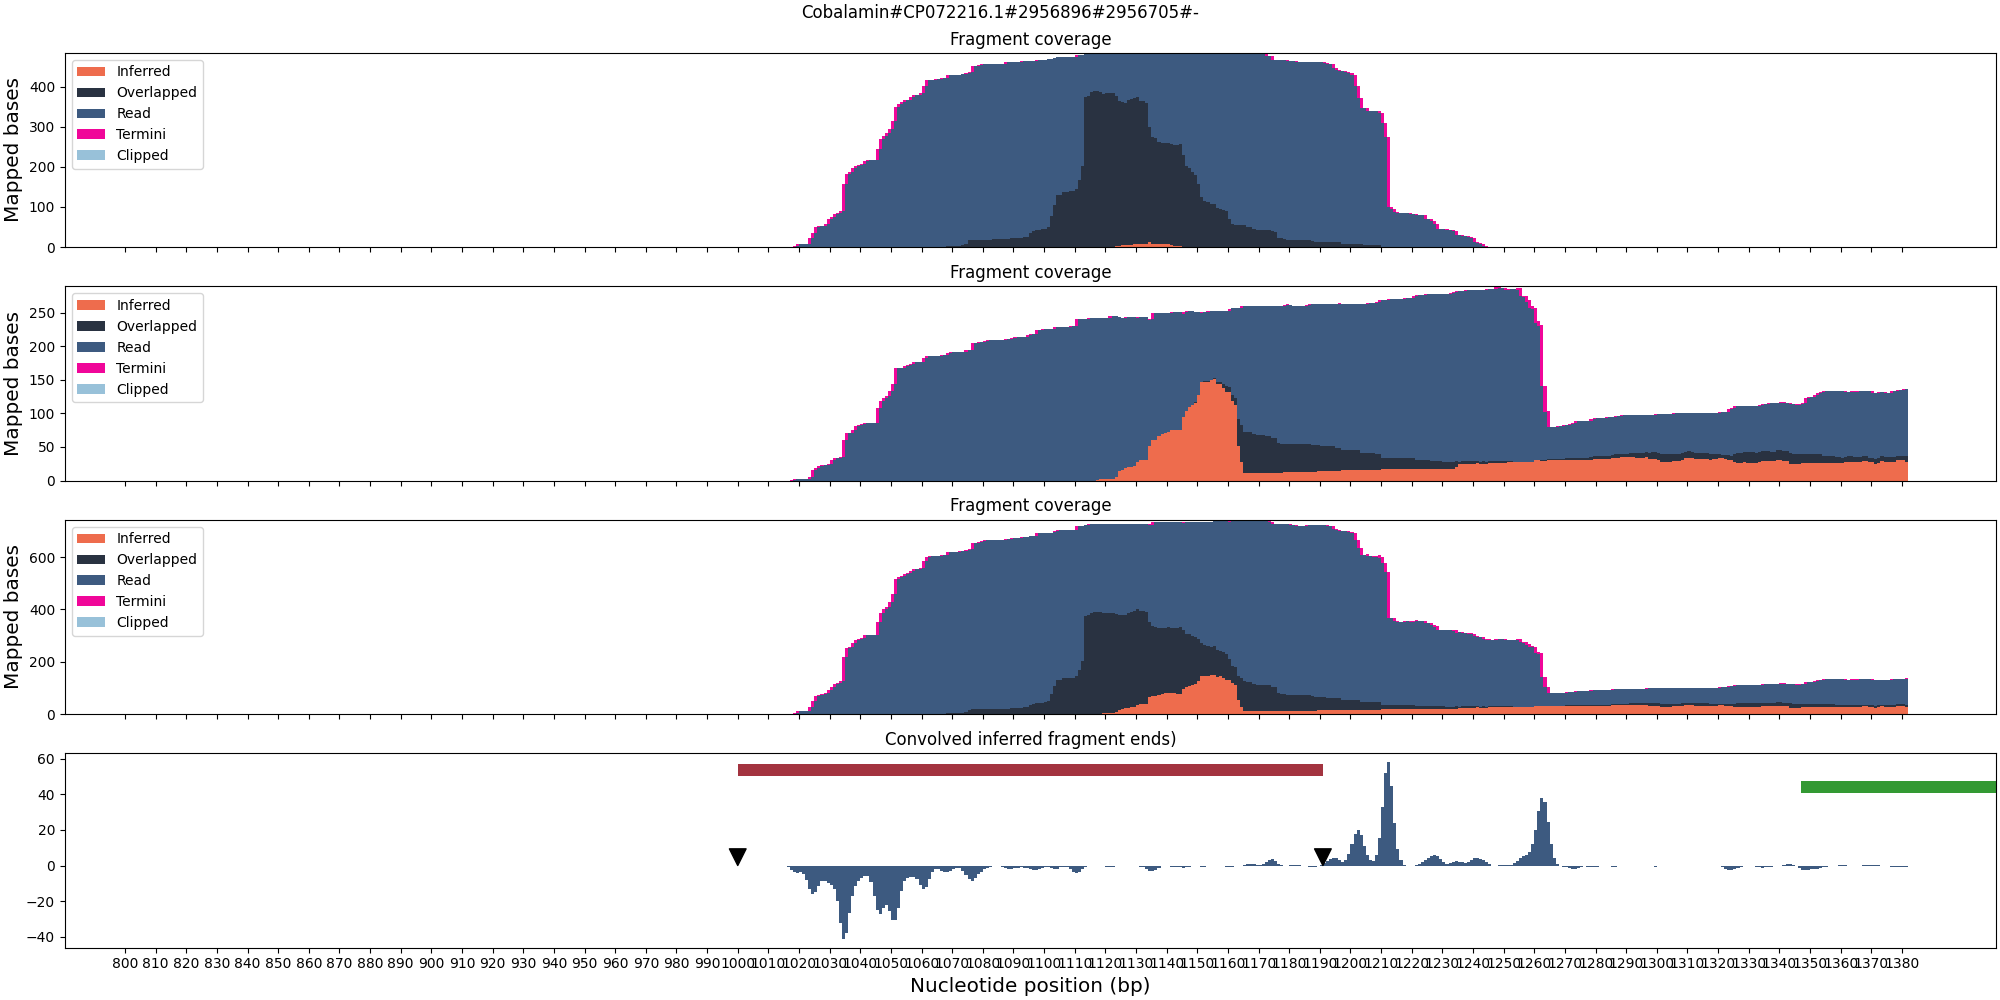 Cobalamin#CP072216.1#2956896#2956705#-
Fragment coverage
Mapped bases
400
300
200
100
0
Inferred
Overlapped
Read
Termini
Clipped
Fragment coverage
Mapped bases
250
200
150
100
50
0
Inferred
Overlapped
Read
Termini
Clipped
Fragment coverage
Mapped bases
600
400
200
0
Inferred
Overlapped
Read
Termini
Clipped
Convolved inferred fragment ends)
60
40
20
0
−20
−40
800 810 820 830 840 850 860 870 880 890 900 910 920 930 940 950 960 970 980 990 1000 1010 1020 1030 1040 1050 1060 1070 1080 1090 1100 1110 1120 1130 1140 1150 1160 1170 1180 1190 1200 1210 1220 1230 1240 1250 1260 1270 1280 1290 1300 1310 1320 1330 1340 1350 1360 1370 1380
Nucleotide position (bp)